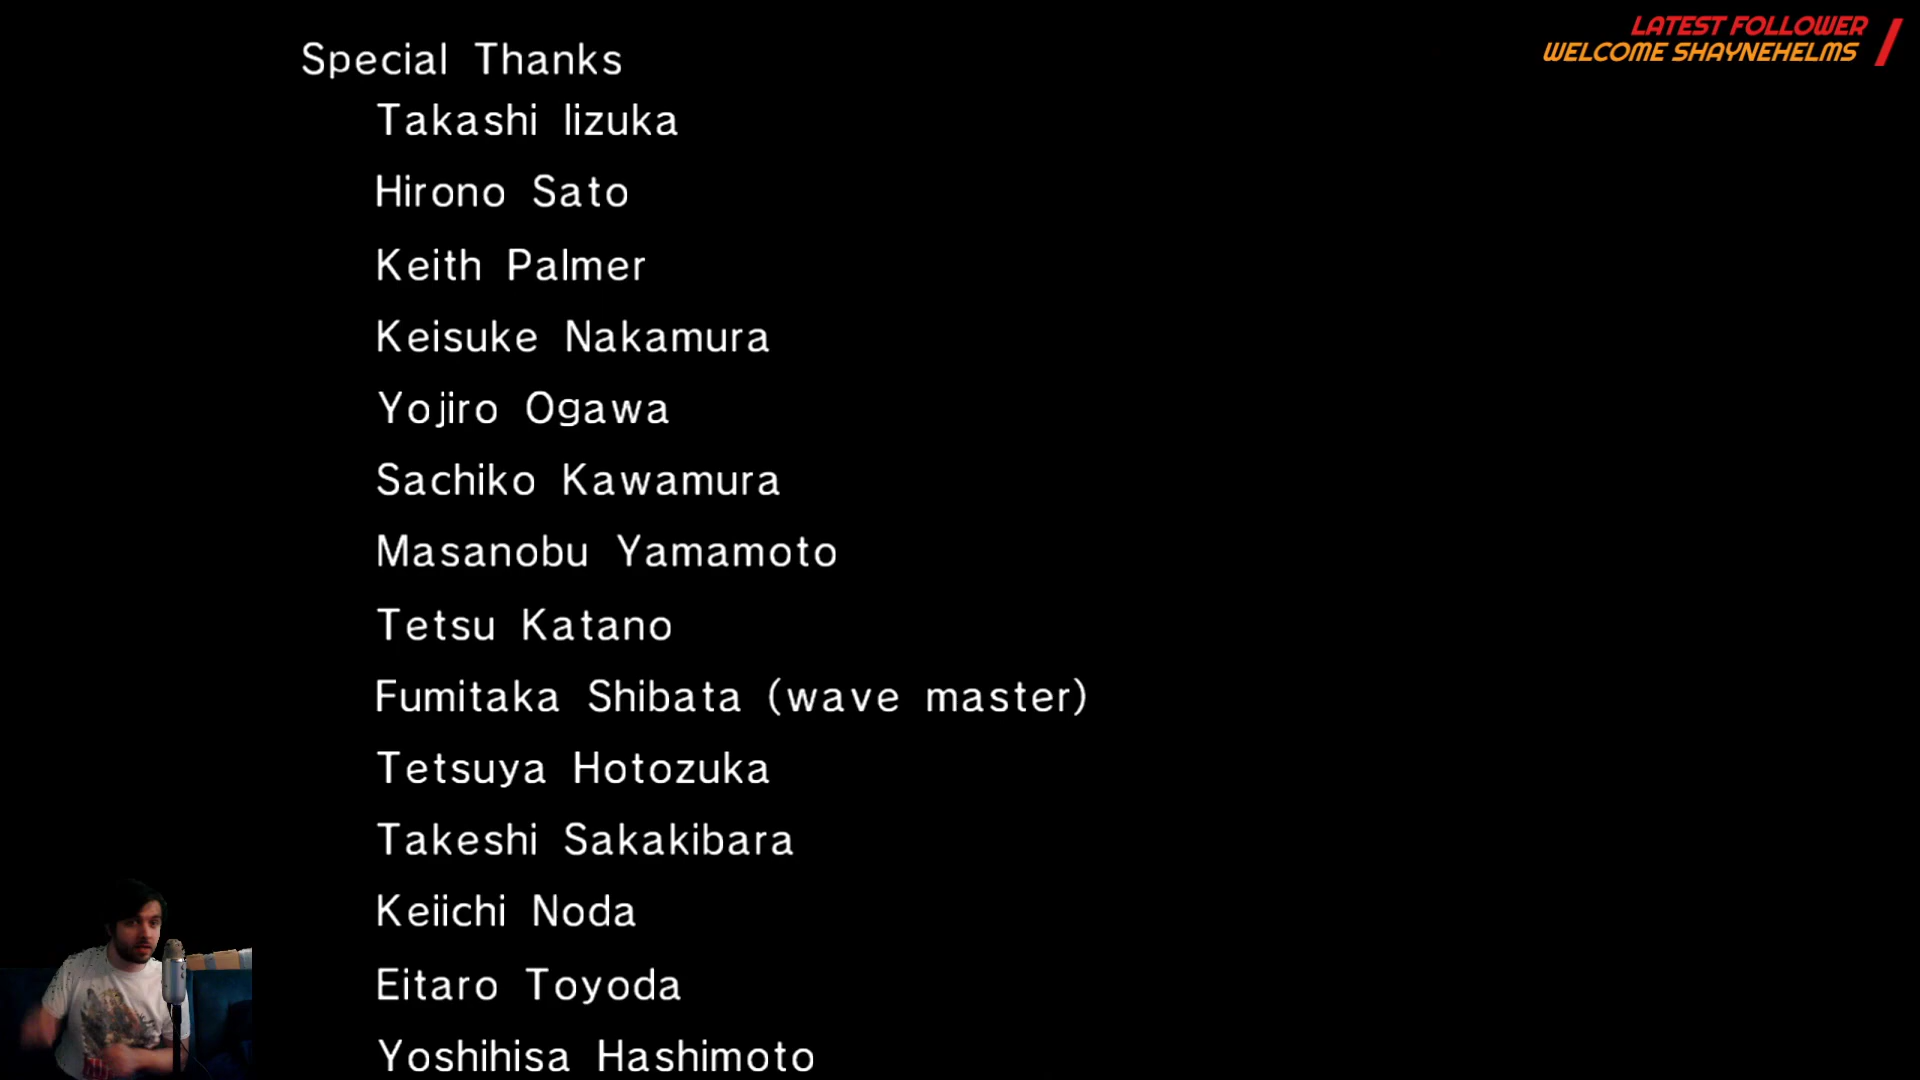 LATEST FOLLOWER
WELCOME SHAYNEHELMS
Special Thanks
Takashi Iizuka
Hirono Sato
Keith Palmer
Keisuke Nakamura
Yojiro Ogawa
Sachiko Kawamura
Masanobu Yamamoto
Tetsu Katano
Fumitaka Shibata (wave master)
Tetsuya Hotozuka
Takeshi Sakakibara
Keiichi Noda
Eitaro Toyoda
Yoshihisa Hashimoto